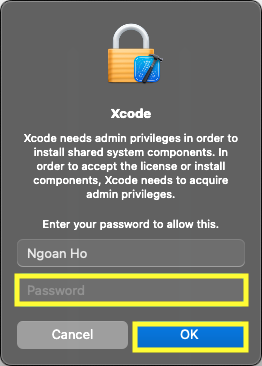 Xcode
Xcode needs admin privileges in order to
install shared system components. In
order to accept the license or install
components, Xcode needs to acquire
admin privileges.
Enter your password to allow this.
Ngoan Ho
Password
Cancel
OK